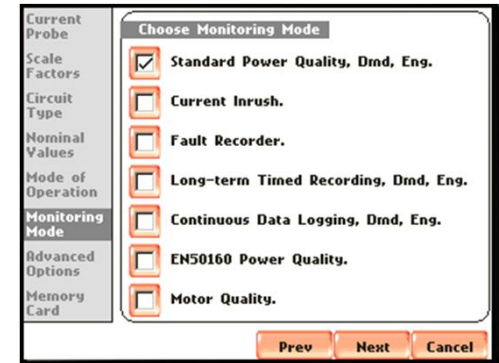 Current
Probe
Scale
Factors
Circuit
Type
Nominal
Values
Mode of
Operation
Monitoring
Mode
Advanced
Options
Memory
Card
Choose Monitoring Mode
Standard Power Quality, Dmd, Eng.
Current Inrush.
Fault Recorder.
Long-term Timed Recording, Dmd, Eng.
Continuous Data Logging, Dmd, Eng.
EN50160 Power Quality.
Motor Quality.
Prev Next Cancel